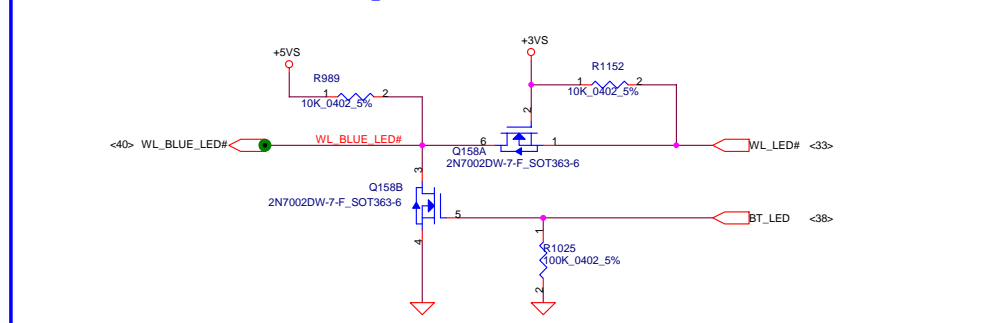 +3VS
+5VS
R1152
R989
1 2
10K_0402_5%
1 2
10K_0402_5%
2
<40> WL_BLUE_LED#
WL_BLUE_LED#
6
1
WL_LED# <33>
Q158A
2N7002DW-7-F_SOT363-6
3
Q158B
2N7002DW-7-F_SOT363-6
5
BT_LED <38>
4
1
R1025
100K_0402_5%
2